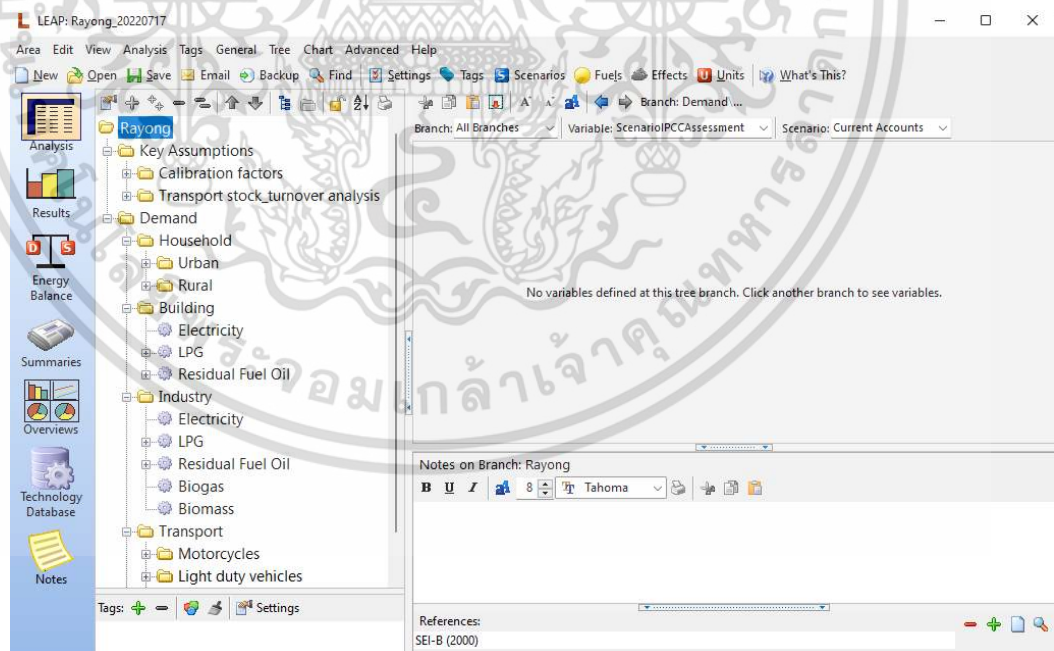 LEAP: Rayong_20220717
Area Edit View Analysis Tags General Tree Chart Advanced Help
New Open Save Email Backup Find Settings Tags Scenarios Fuels Effects Units What's This?
Branch: Demand\...
Branch: All Branches Variable: ScenarioIPCCAssessment Scenario: Current Accounts
Analysis
Results
Energy
Balance
Summaries
Overviews
Technology
Database
Notes
Rayong
Key Assumptions
Calibration factors
Transport stock_turnover analysis
Demand
Household
Urban
Rural
Building
Electricity
LPG
Residual Fuel Oil
Industry
Electricity
LPG
Residual Fuel Oil
Biogas
Biomass
Transport
Motorcycles
Light duty vehicles
Tags: Settings
No variables defined at this tree branch. Click another branch to see variables.
Notes on Branch: Rayong
B U I 8 Tahoma
References:
SEI-B (2000)